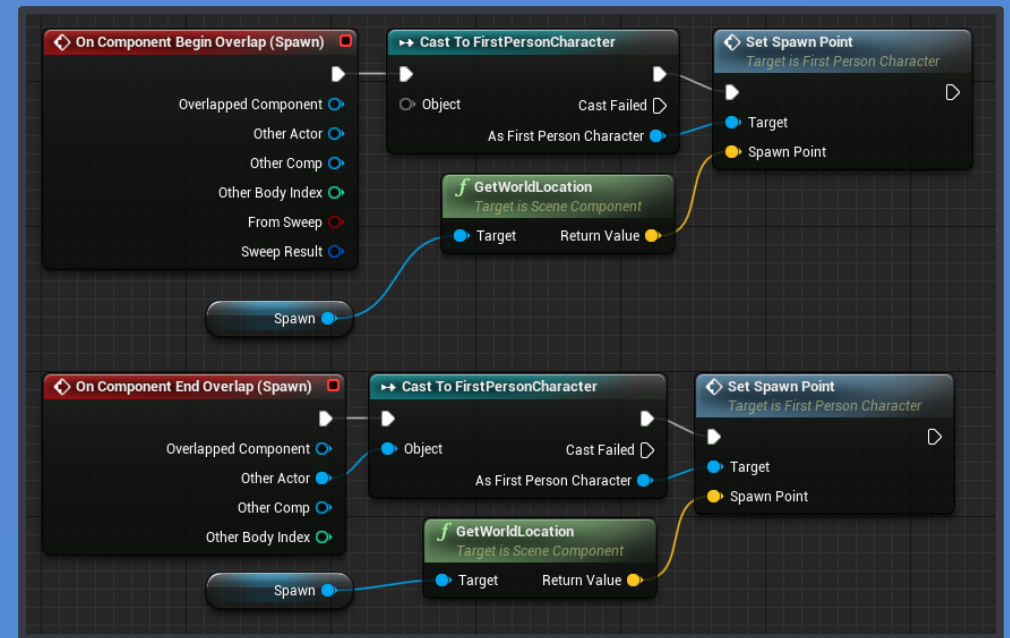 On Component Begin Overlap (Spawn)
Overlapped Component
Other Actor
Other Comp
Other Body Index
From Sweep
Sweep Result
Cast To FirstPersonCharacter
Object
Cast Failed
As First Person Character
Set Spawn Point
Target is First Person Character
Target
Spawn Point
f GetWorldLocation
Target is Scene Component
Target Return Value
Spawn
On Component End Overlap (Spawn)
Overlapped Component
Other Actor
Other Comp
Other Body Index
Cast To FirstPersonCharacter
Object
Cast Failed
As First Person Character
Set Spawn Point
Target is First Person Character
Target
Spawn Point
f GetWorldLocation
Target is Scene Component
Target Return Value
Spawn